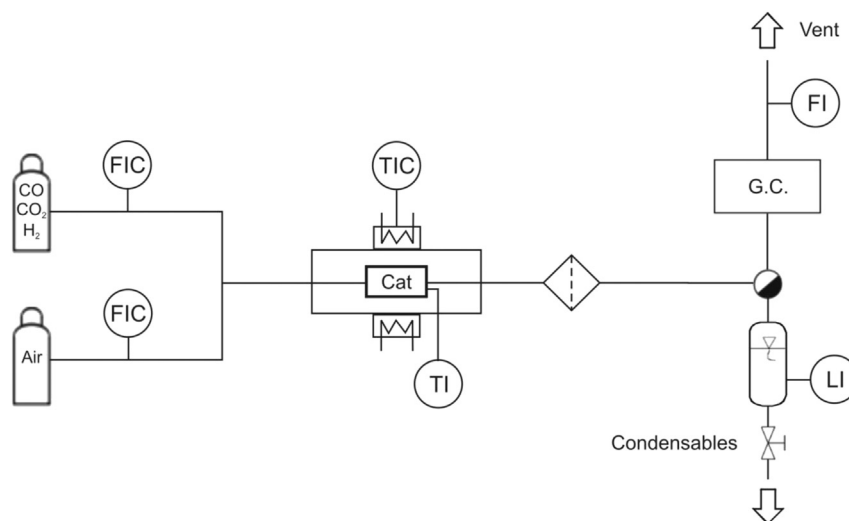 Vent
FI
FIC
TIC
CO
CO₂
H₂
G.C.
Cat
FIC
Air
TI
LI
Condensables